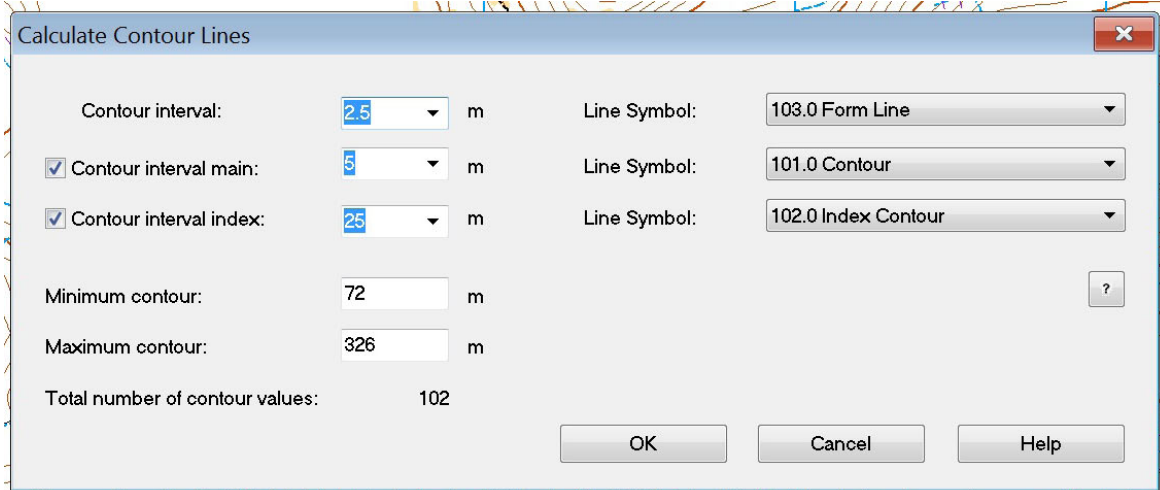 Calculate Contour Lines
Contour interval: 2.5 m Line Symbol: 103.0 Form Line
Contour interval main: 5 m Line Symbol: 101.0 Contour
Contour interval index: 25 m Line Symbol: 102.0 Index Contour
Minimum contour: 72 m ?
Maximum contour: 326 m
Total number of contour values: 102
OK Cancel Help